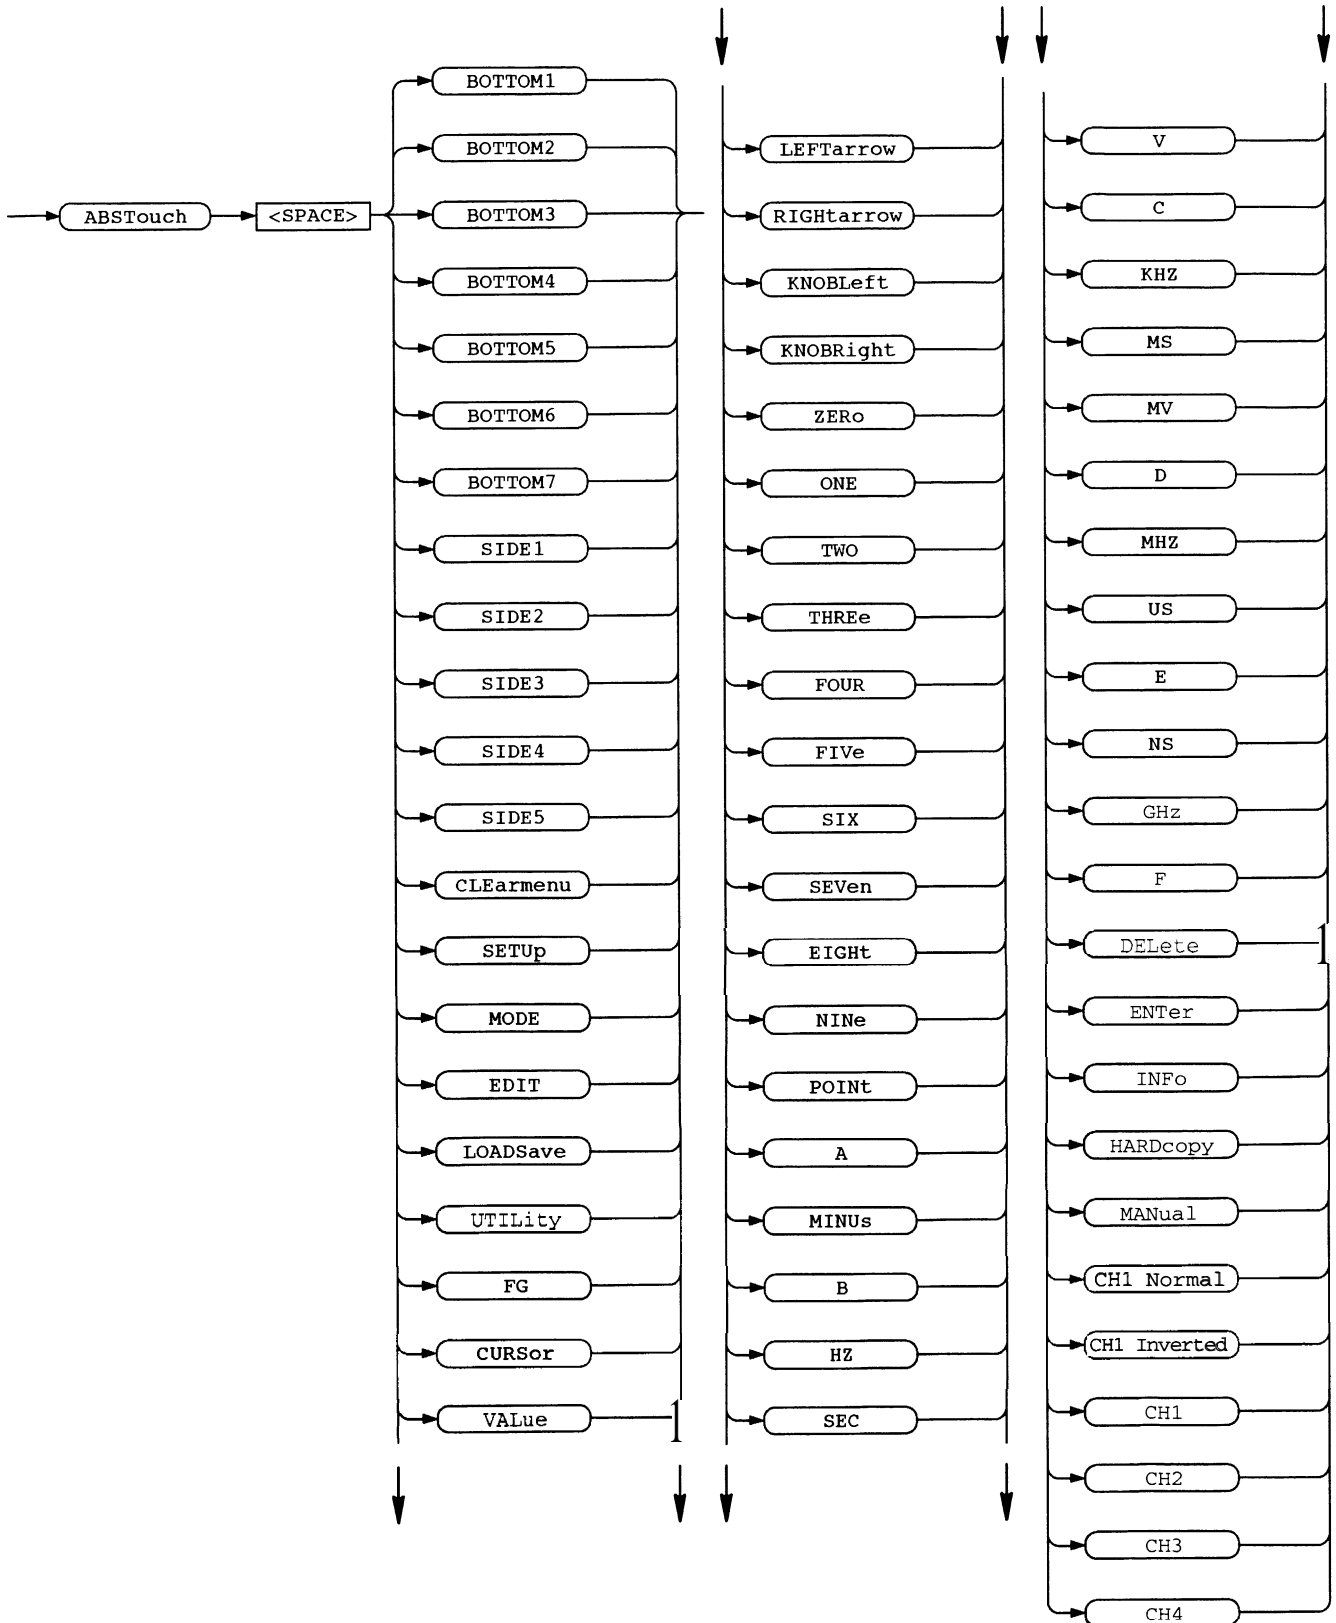 ABSTouch
<SPACE>
BOTTOM1
BOTTOM2
BOTTOM3
BOTTOM4
BOTTOM5
BOTTOM6
BOTTOM7
SIDE1
SIDE2
SIDE3
SIDE4
SIDE5
CLEarmenu
SETUp
MODE
EDIT
LOADSave
UTILity
FG
CURSor
VALue
LEFTarrow
RIGHtarrow
KNOBLeft
KNOBRight
ZERo
ONE
TWO
THREe
FOUR
FIVe
SIX
SEVen
EIGHt
NINe
POINt
A
MINUs
B
HZ
SEC
V
C
KHZ
MS
MV
D
MHZ
US
E
NS
GHz
F
DELete
ENTer
INFo
HARDcopy
MANual
CH1 Normal
CH1 Inverted
CH1
CH2
CH3
CH4